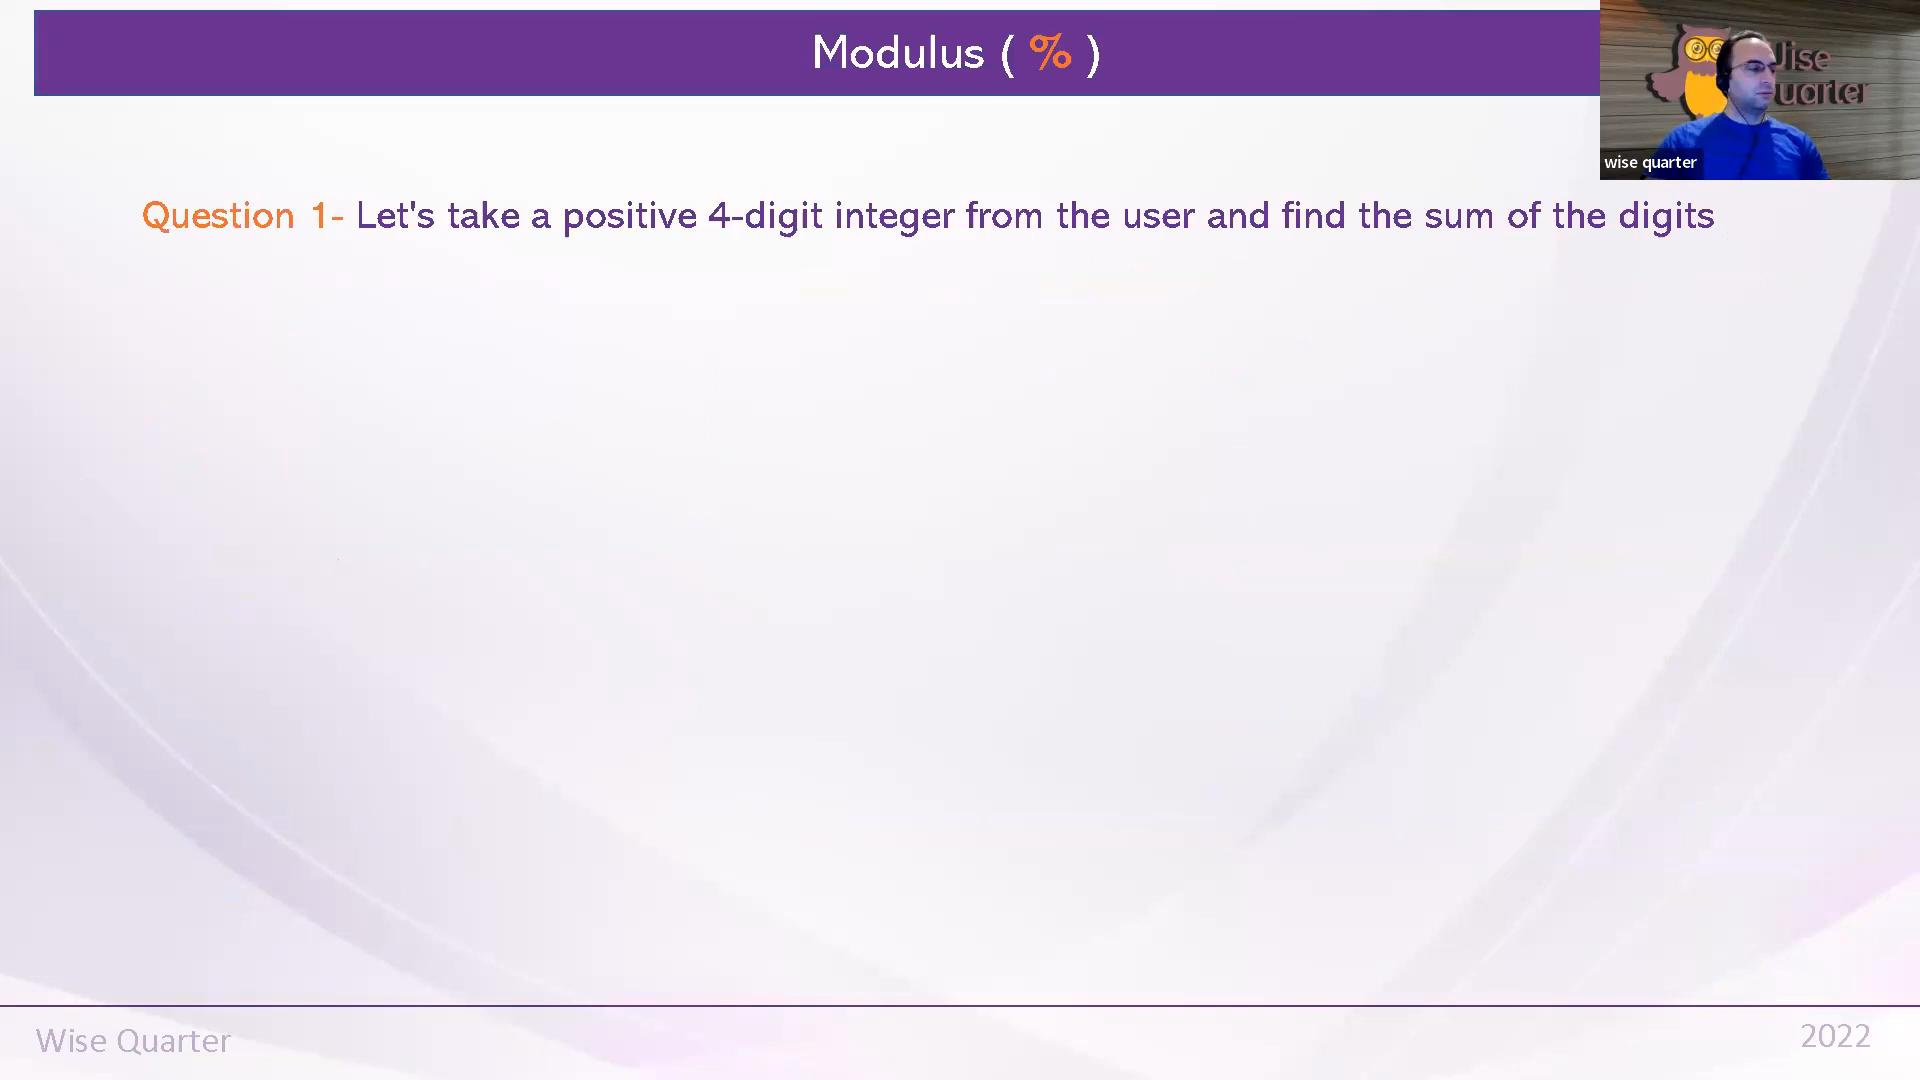 Modulus ( % )
wise quarter
Question 1- Let's take a positive 4-digit integer from the user and find the sum of the digits
Wise Quarter
2022